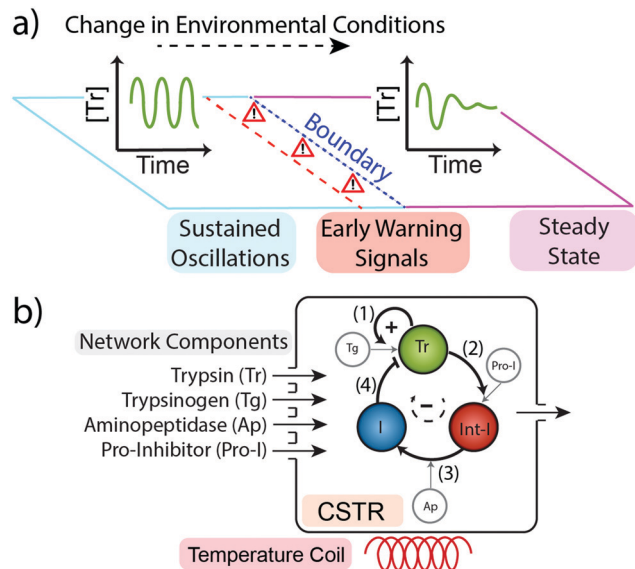 a)
Change in Environmental Conditions
[Tr]
Time
[Tr]
Time
!
!
!
Boundary
Sustained
Oscillations
Early Warning
Signals
Steady
State
b)
Network Components
Trypsin (Tr)
Trypsinogen (Tg)
Aminopeptidase (Ap)
Pro-Inhibitor (Pro-I)
(1)
+
Tg
Tr
(2)
Pro-I
(4)
−
I
Int-I
(3)
Ap
CSTR
Temperature Coil